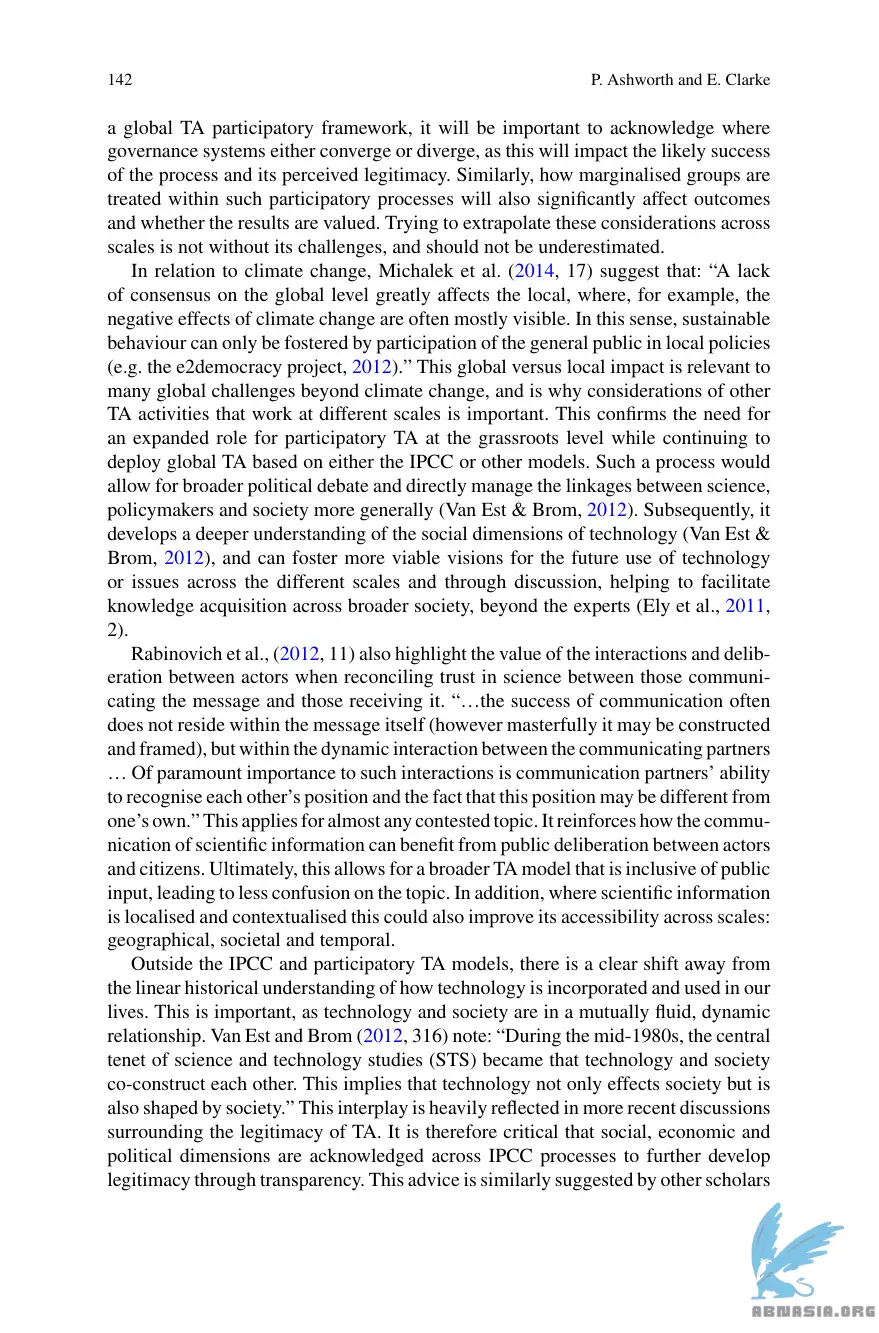 142
P. Ashworth and E. Clarke
a global TA participatory framework, it will be important to acknowledge where
governance systems either converge or diverge, as this will impact the likely success
of the process and its perceived legitimacy. Similarly, how marginalised groups are
treated within such participatory processes will also significantly affect outcomes
and whether the results are valued. Trying to extrapolate these considerations across
scales is not without its challenges, and should not be underestimated.
In relation to climate change, Michalek et al. (2014, 17) suggest that: “A lack
of consensus on the global level greatly affects the local, where, for example, the
negative effects of climate change are often mostly visible. In this sense, sustainable
behaviour can only be fostered by participation of the general public in local policies
(e.g. the e2democracy project, 2012).” This global versus local impact is relevant to
many global challenges beyond climate change, and is why considerations of other
TA activities that work at different scales is important. This confirms the need for
an expanded role for participatory TA at the grassroots level while continuing to
deploy global TA based on either the IPCC or other models. Such a process would
allow for broader political debate and directly manage the linkages between science,
policymakers and society more generally (Van Est & Brom, 2012). Subsequently, it
develops a deeper understanding of the social dimensions of technology (Van Est &
Brom, 2012), and can foster more viable visions for the future use of technology
or issues across the different scales and through discussion, helping to facilitate
knowledge acquisition across broader society, beyond the experts (Ely et al., 2011,
2).
Rabinovich et al., (2012, 11) also highlight the value of the interactions and delib-
eration between actors when reconciling trust in science between those communi-
cating the message and those receiving it. “…the success of communication often
does not reside within the message itself (however masterfully it may be constructed
and framed), but within the dynamic interaction between the communicating partners
… Of paramount importance to such interactions is communication partners’ ability
to recognise each other’s position and the fact that this position may be different from
one’s own.” This applies for almost any contested topic. It reinforces how the commu-
nication of scientific information can benefit from public deliberation between actors
and citizens. Ultimately, this allows for a broader TA model that is inclusive of public
input, leading to less confusion on the topic. In addition, where scientific information
is localised and contextualised this could also improve its accessibility across scales:
geographical, societal and temporal.
Outside the IPCC and participatory TA models, there is a clear shift away from
the linear historical understanding of how technology is incorporated and used in our
lives. This is important, as technology and society are in a mutually fluid, dynamic
relationship. Van Est and Brom (2012, 316) note: “During the mid-1980s, the central
tenet of science and technology studies (STS) became that technology and society
co-construct each other. This implies that technology not only effects society but is
also shaped by society.” This interplay is heavily reflected in more recent discussions
surrounding the legitimacy of TA. It is therefore critical that social, economic and
political dimensions are acknowledged across IPCC processes to further develop
legitimacy through transparency. This advice is similarly suggested by other scholars
ABNASIA.ORG